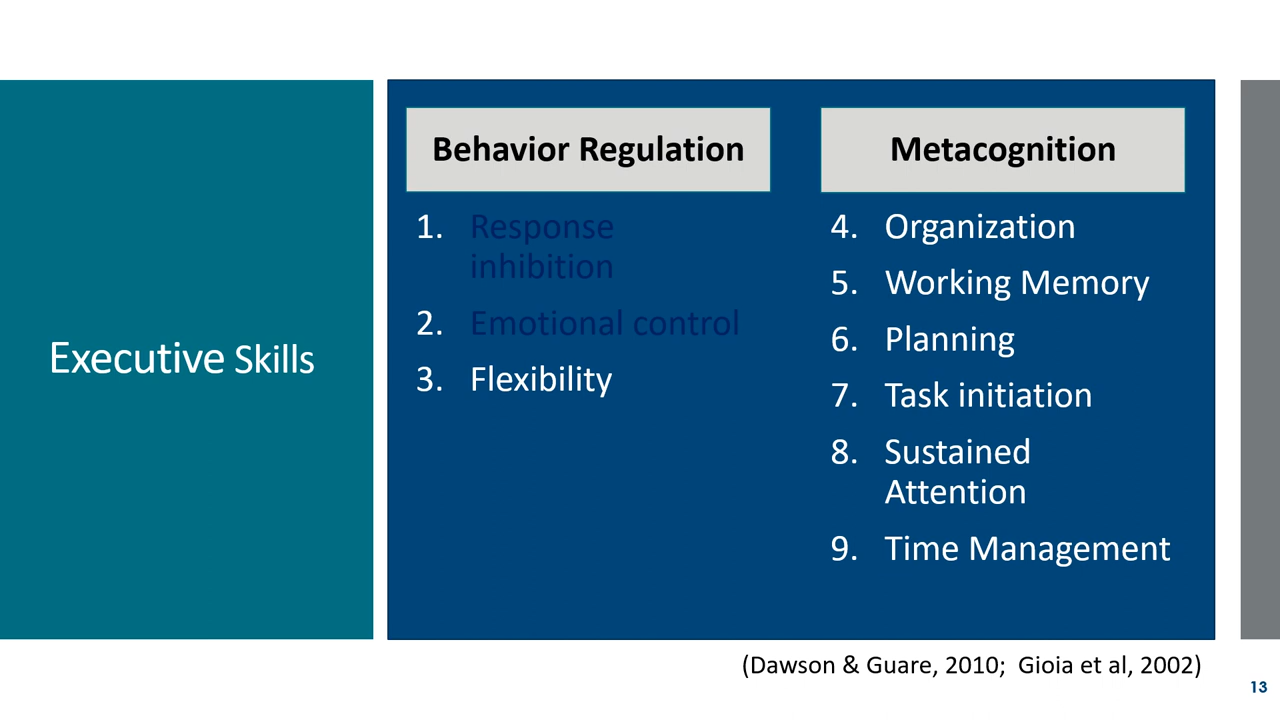 Executive Skills
Behavior Regulation
1. Response
inhibition
2. Emotional control
3. Flexibility
Metacognition
4. Organization
5. Working Memory
6. Planning
7. Task initiation
8. Sustained
Attention
9. Time Management
(Dawson & Guare, 2010;  Gioia et al, 2002)
13